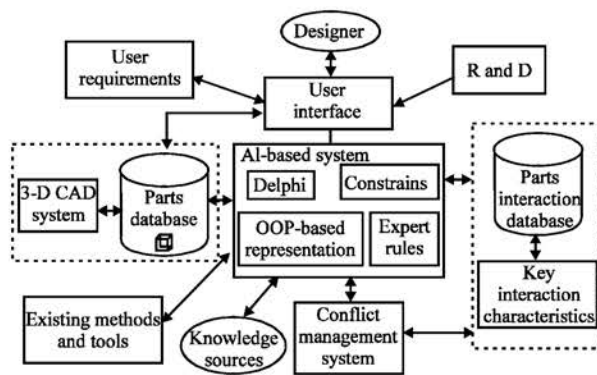 Designer
User
requirements
User
interface
R and D
3-D CAD
system
Parts
database
AI-based system
Delphi
Constrains
OOP-based
representation
Expert
rules
Parts
interaction
database
Key
interaction
characteristics
Existing methods
and tools
Knowledge
sources
Conflict
management
system